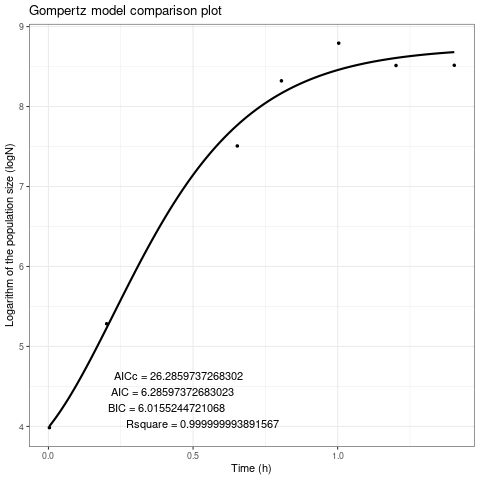 Gompertz model comparison plot
Logarithm of the population size (logN)
9
8
7
6
5
4
AICc = 26.2859737268302
AIC = 6.28597372683023
BIC = 6.0155244721068
Rsquare = 0.999999993891567
0.0 0.5 1.0
Time (h)